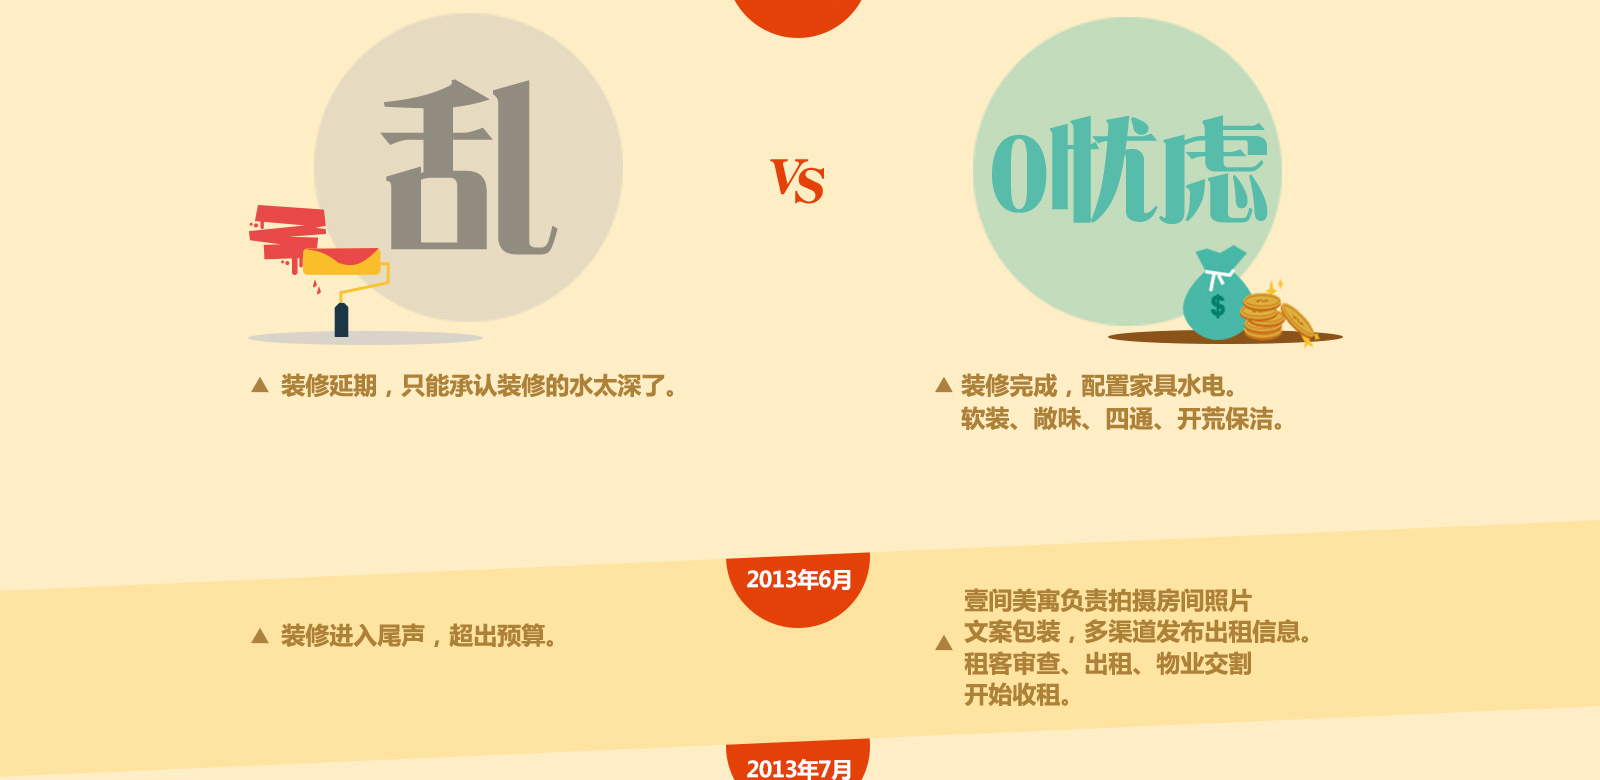 乱
VS
0忧虑
$
▲ 装修延期，只能承认装修的水太深了。
▲ 装修完成，配置家具水电。
软装、敞味、四通、开荒保洁。
2013年6月
▲ 装修进入尾声，超出预算。
▲ 壹间美寓负责拍摄房间照片
文案包装，多渠道发布出租信息。
租客审查、出租、物业交割
开始收租。
2013年7月